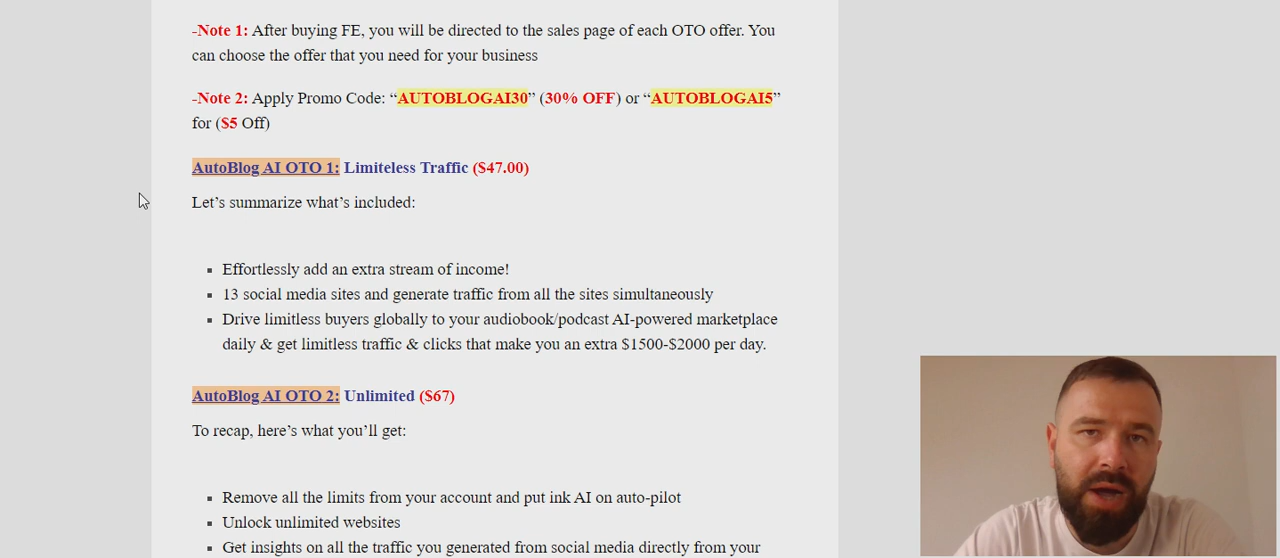 -Note 1: After buying FE, you will be directed to the sales page of each OTO offer. You
can choose the offer that you need for your business
-Note 2: Apply Promo Code: “AUTOBLOGAI30” (30% OFF) or “AUTOBLOGAI5”
for ($5 Off)
AutoBlog AI OTO 1: Limiteless Traffic ($47.00)
Let’s summarize what’s included:
▪ Effortlessly add an extra stream of income!
▪ 13 social media sites and generate traffic from all the sites simultaneously
▪ Drive limitless buyers globally to your audiobook/podcast AI-powered marketplace
daily & get limitless traffic & clicks that make you an extra $1500-$2000 per day.
AutoBlog AI OTO 2: Unlimited ($67)
To recap, here’s what you’ll get:
▪ Remove all the limits from your account and put ink AI on auto-pilot
▪ Unlock unlimited websites
▪ Get insights on all the traffic you generated from social media directly from your